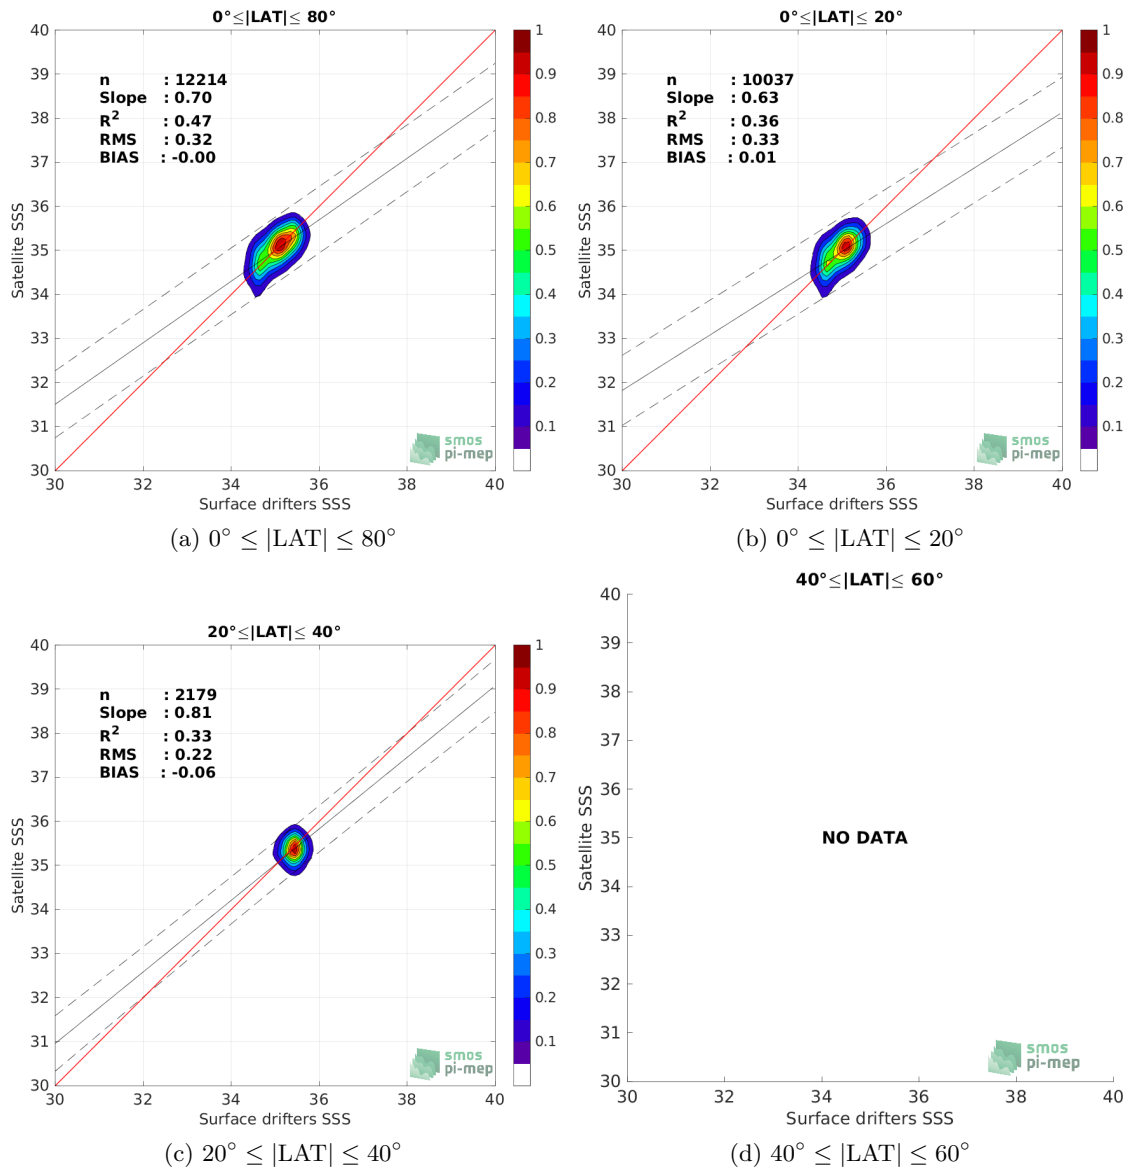 0°≤|LAT|≤ 80°
n : 12214
Slope : 0.70
R² : 0.47
RMS : 0.32
BIAS : -0.00
40
39
38
37
36
35
34
33
32
31
30
30 32 34 36 38 40
Satellite SSS
Surface drifters SSS
1
0.9
0.8
0.7
0.6
0.5
0.4
0.3
0.2
0.1
smos
pi-mep
(a) 0° ≤ |LAT| ≤ 80°
0°≤|LAT|≤ 20°
n : 10037
Slope : 0.63
R² : 0.36
RMS : 0.33
BIAS : 0.01
40
39
38
37
36
35
34
33
32
31
30
30 32 34 36 38 40
Satellite SSS
Surface drifters SSS
1
0.9
0.8
0.7
0.6
0.5
0.4
0.3
0.2
0.1
smos
pi-mep
(b) 0° ≤ |LAT| ≤ 20°
20°≤|LAT|≤ 40°
n : 2179
Slope : 0.81
R² : 0.33
RMS : 0.22
BIAS : -0.06
40
39
38
37
36
35
34
33
32
31
30
30 32 34 36 38 40
Satellite SSS
Surface drifters SSS
1
0.9
0.8
0.7
0.6
0.5
0.4
0.3
0.2
0.1
smos
pi-mep
(c) 20° ≤ |LAT| ≤ 40°
40°≤|LAT|≤ 60°
40
39
38
37
36
35
34
33
32
31
30
30 32 34 36 38 40
Satellite SSS
NO DATA
Surface drifters SSS
smos
pi-mep
(d) 40° ≤ |LAT| ≤ 60°